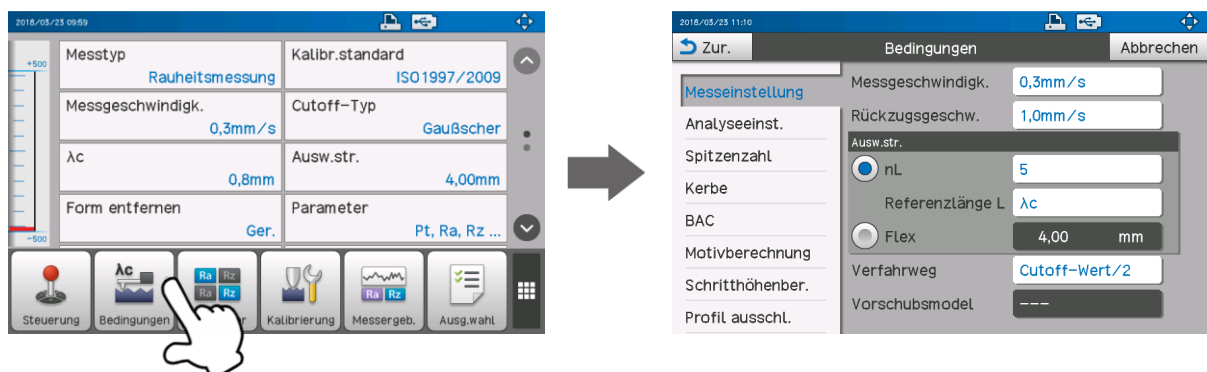 2018/03/23 09:59
+500
-500
Messtyp
Rauheitsmessung
Kalibr.standard
ISO1997/2009
Messgeschwindigk.
0,3mm/s
Cutoff-Typ
Gaußscher
λc
0,8mm
Ausw.str.
4,00mm
Form entfernen
Ger.
Parameter
Pt, Ra, Rz ...
λc
Ra Rz
Ra Rz
Ra Rz
Steuerung
Bedingungen
Kalibrierung
Messergeb.
Ausg.wahl
2018/03/23 11:10
Zur.
Bedingungen
Abbrechen
Messeinstellung
Analyseeinst.
Spitzenzahl
Kerbe
BAC
Motivberechnung
Schritthöhenber.
Profil ausschl.
Messgeschwindigk.
0,3mm/s
Rückzugsgeschw.
1,0mm/s
Ausw.str.
nL
5
Referenzlänge L
λc
Flex
4,00 mm
Verfahrweg
Cutoff-Wert/2
Vorschubsmodel
---